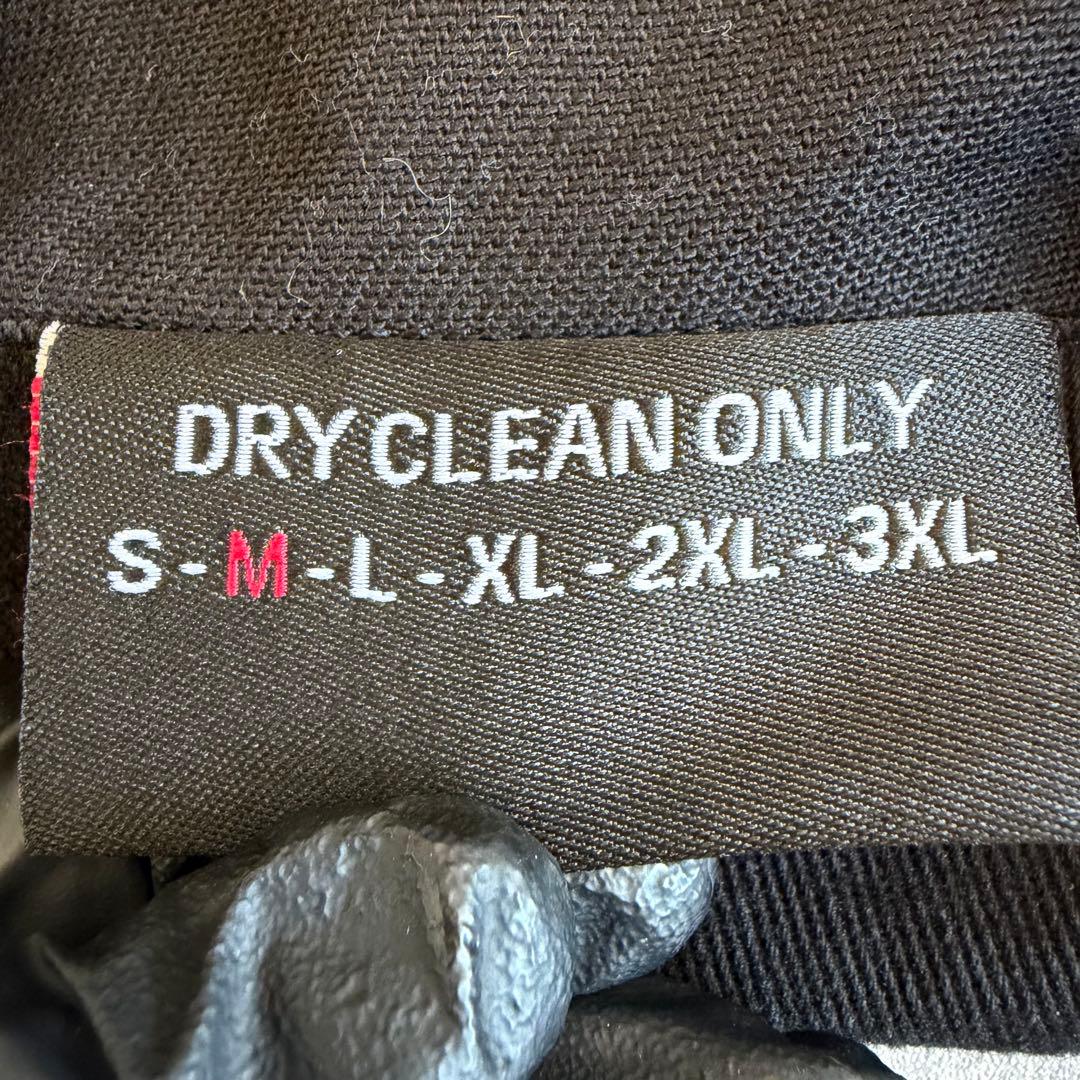 DRY CLEAN ONLY
S - M - L - XL - 2XL - 3XL